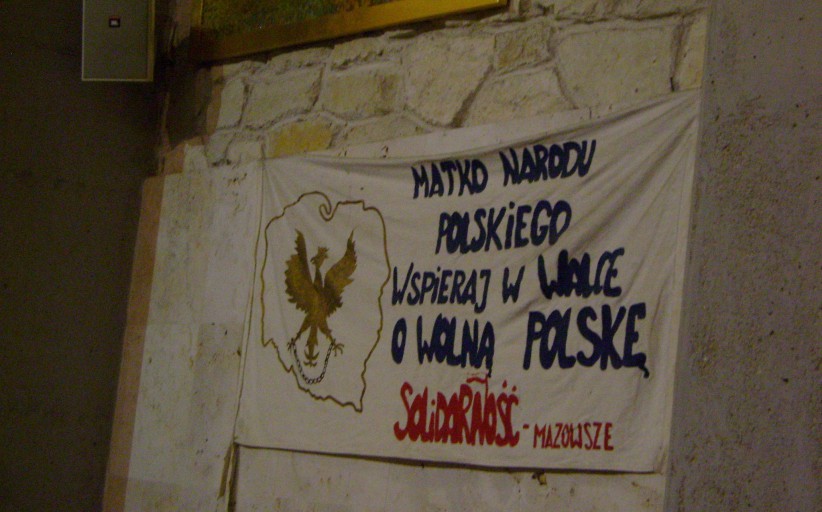 MATKO NARODU
POLSKiEGO
WSPiERAJ W WALCE
O WOLNĄ POLSKĘ
SOLiDARNOŚĆ - MAZOWSZE